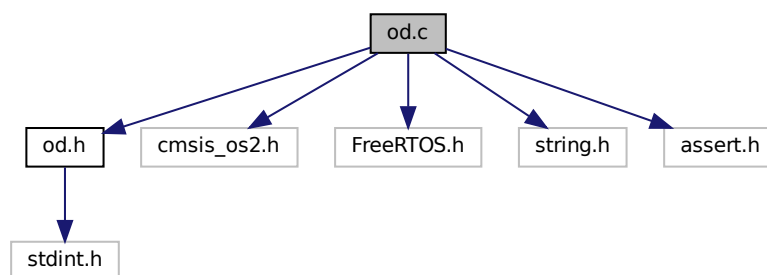 od.c
od.h
cmsis_os2.h
FreeRTOS.h
string.h
assert.h
stdint.h